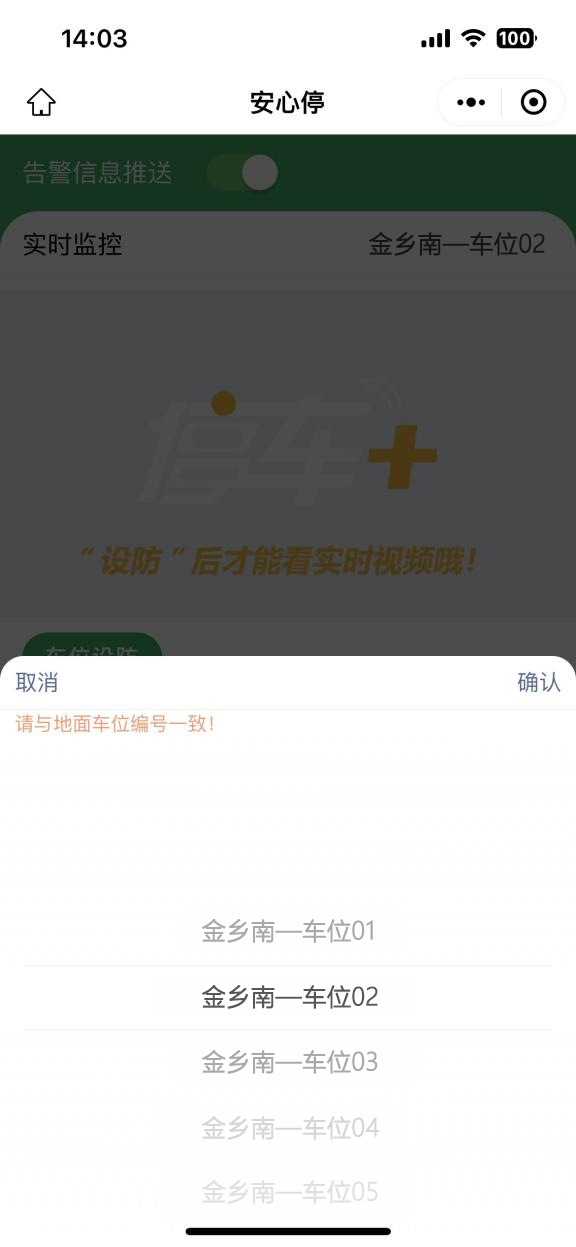 14:03
100
安心停
告警信息推送
实时监控
金乡南—车位02
停车+
“设防“后才能看实时视频哦!
车位设防
取消
确认
请与地面车位编号一致!
金乡南—车位01
金乡南—车位02
金乡南—车位03
金乡南—车位04
金乡南—车位05